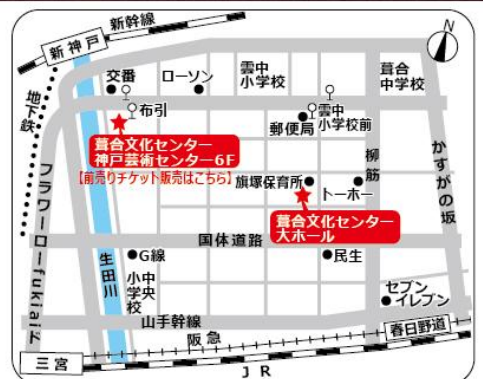 新幹線
N
新神戸
交番
ローソン
雲中
小学校
葺合
中学校
地下鉄
布引
郵便局
雲中
小学校前
葺合文化センター
神戸芸術センター6F
【前売りチケット販売はこちら】
旗塚保育所
トーホー
柳筋
かすがの坂
葺合文化センター
大ホール
フラワーロード
fukiai
国体道路
生田川
G線
小学校
中央
民生
セブン
イレブン
山手幹線
阪急
春日野道
三宮
JR